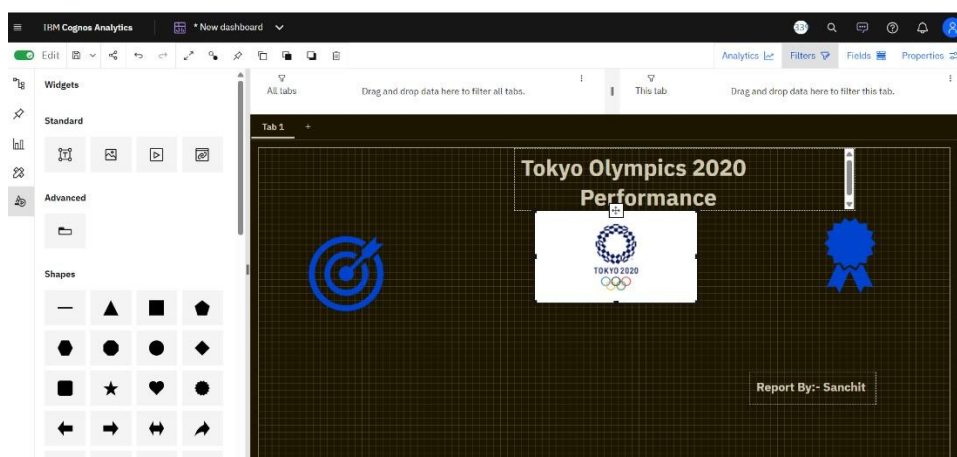 IBM Cognos Analytics
* New dashboard
Edit
Analytics
Filters
Fields
Properties
Widgets
Standard
Advanced
Shapes
All tabs
Drag and drop data here to filter all tabs.
This tab
Drag and drop data here to filter this tab.
Tab 1 +
Tokyo Olympics 2020
Performance
TOKYO 2020
Report By:- Sanchit